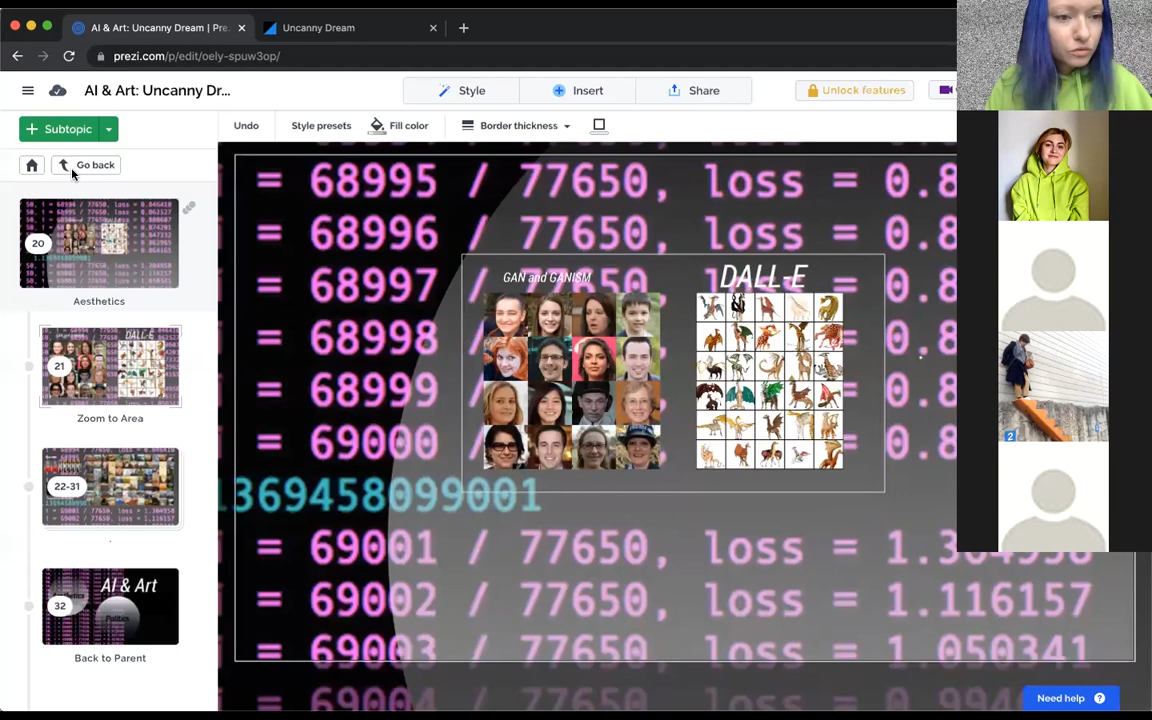 AI & Art: Uncanny Dream | Pre
Uncanny Dream
prezi.com/p/edit/oely-spuw3op/
AI & Art: Uncanny Dr...
Style
Insert
Share
Unlock features
Subtopic
Undo
Style presets
Fill color
Border thickness
Go back
20
Aesthetics
21
DALL-E
Zoom to Area
22-31
.
32
AI & Art
Politics
Back to Parent
= 68995 / 77650, loss = 0.8
= 68996 / 77650, loss = 0.8
= 68997 / 77650, loss = 0.8
GAN and GANISM
DALL-E
= 68998 / 77650, loss = 0.8
= 68999 / 77650, loss = 0.8
= 69000 / 77650, loss = 0.8
1369458099001
= 69001 / 77650, loss = 1.304958
= 69002 / 77650, loss = 1.116157
= 69003 / 77650, loss = 1.050341
2
Need help ?